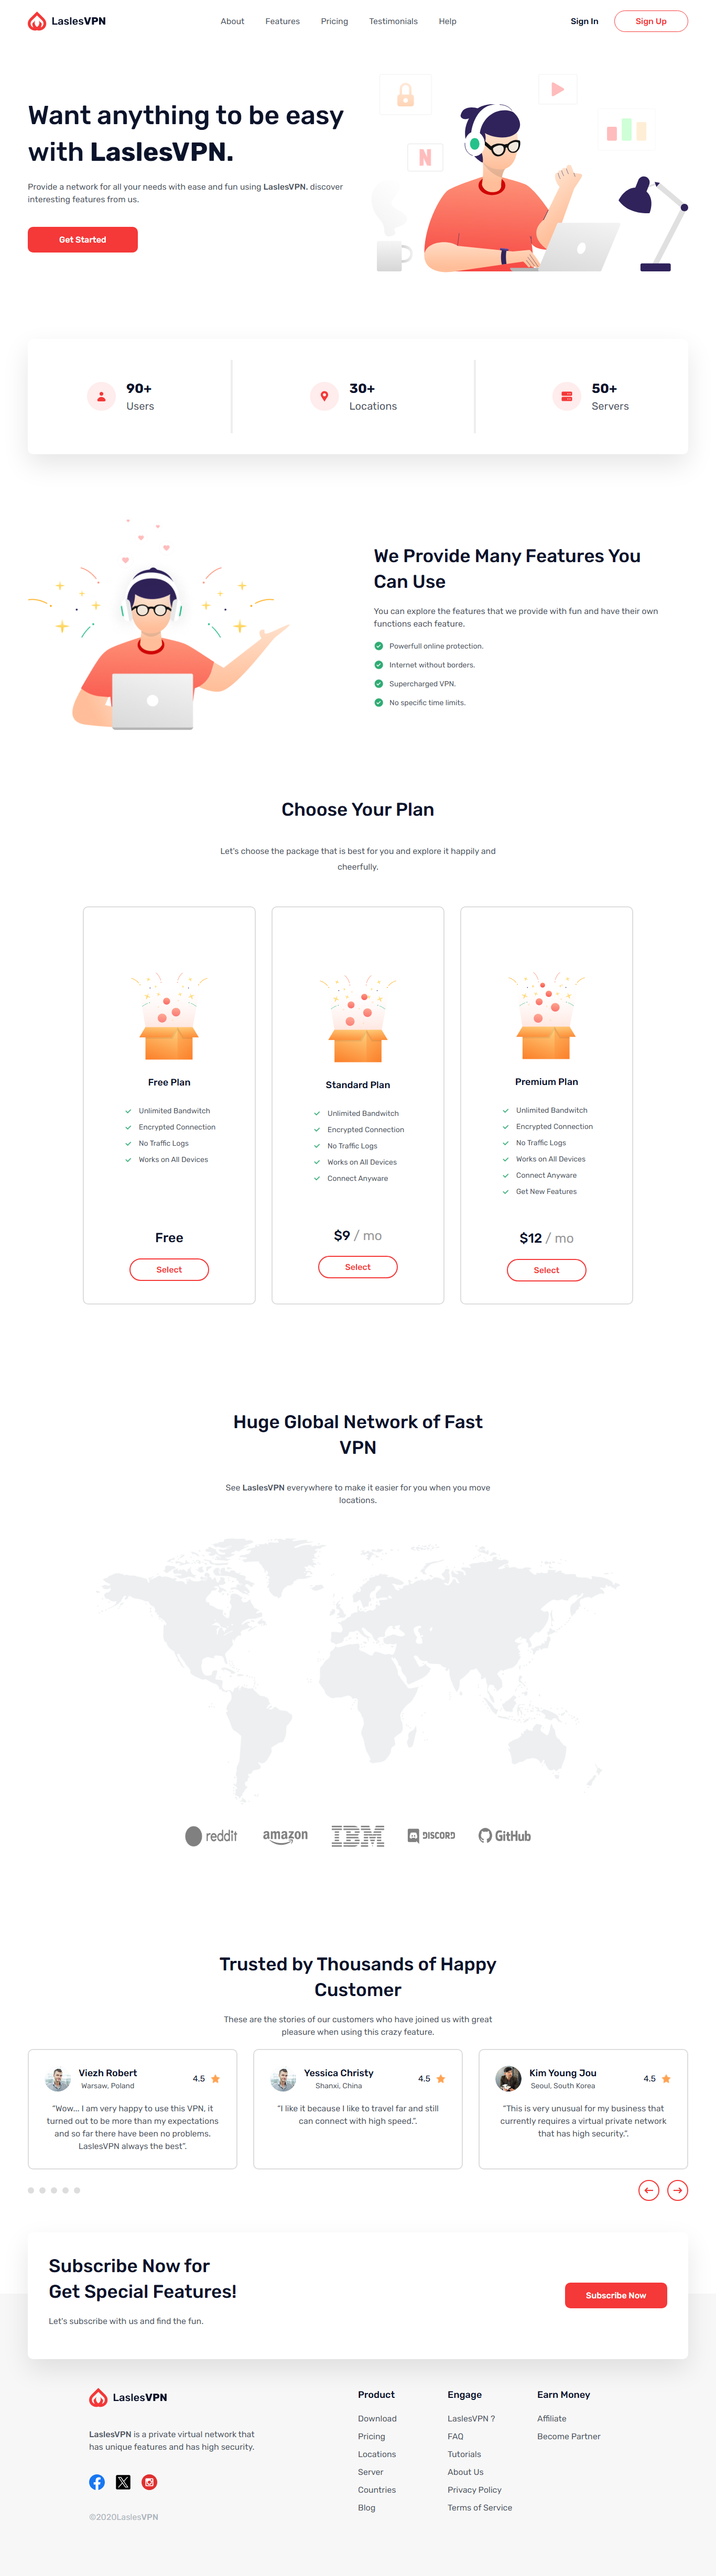 LaslesVPN
About
Features
Pricing
Testimonials
Help
Sign In
Sign Up
Want anything to be easy
with LaslesVPN.
Provide a network for all your needs with ease and fun using LaslesVPN. discover
interesting features from us.
Get Started
N
90+
Users
30+
Locations
50+
Servers
We Provide Many Features You
Can Use
You can explore the features that we provide with fun and have their own
functions each feature.
Powerfull online protection.
Internet without borders.
Supercharged VPN.
No specific time limits.
Choose Your Plan
Let's choose the package that is best for you and explore it happily and
cheerfully.
Free Plan
Unlimited Bandwitch
Encrypted Connection
No Traffic Logs
Works on All Devices
Free
Select
Standard Plan
Unlimited Bandwitch
Encrypted Connection
No Traffic Logs
Works on All Devices
Connect Anyware
$9 / mo
Select
Premium Plan
Unlimited Bandwitch
Encrypted Connection
No Traffic Logs
Works on All Devices
Connect Anyware
Get New Features
$12 / mo
Select
Huge Global Network of Fast
VPN
See LaslesVPN everywhere to make it easier for you when you move
locations.
reddit
amazon
IBM
DISCORD
GitHub
Trusted by Thousands of Happy
Customer
These are the stories of our customers who have joined us with great
pleasure when using this crazy feature.
Viezh Robert
Warsaw, Poland
4.5
"Wow... I am very happy to use this VPN, it
turned out to be more than my expectations
and so far there have been no problems.
LaslesVPN always the best".
Yessica Christy
Shanxi, China
4.5
"I like it because I like to travel far and still
can connect with high speed.".
Kim Young Jou
Seoul, South Korea
4.5
"This is very unusual for my business that
currently requires a virtual private network
that has high security.".
Subscribe Now for
Get Special Features!
Let's subscribe with us and find the fun.
Subscribe Now
LaslesVPN
LaslesVPN is a private virtual network that
has unique features and has high security.
©2020LaslesVPN
Product
Download
Pricing
Locations
Server
Countries
Blog
Engage
LaslesVPN ?
FAQ
Tutorials
About Us
Privacy Policy
Terms of Service
Earn Money
Affiliate
Become Partner